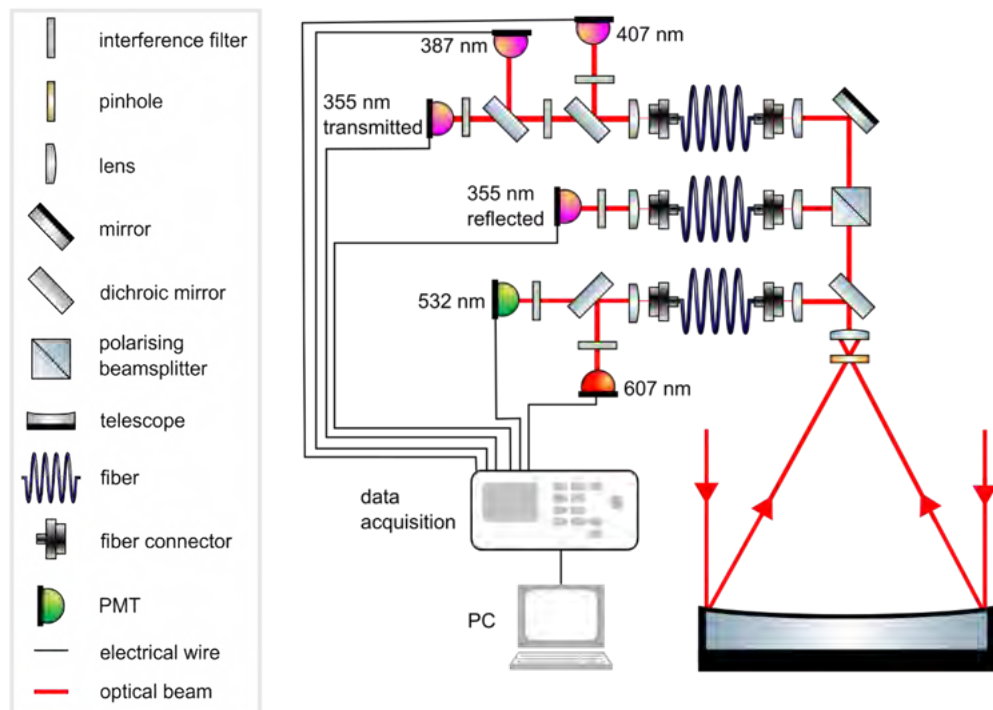 interference filter
pinhole
lens
mirror
dichroic mirror
polarising
beamsplitter
telescope
fiber
fiber connector
PMT
electrical wire
optical beam
387 nm
407 nm
355 nm
transmitted
355 nm
reflected
532 nm
607 nm
data
acquisition
PC